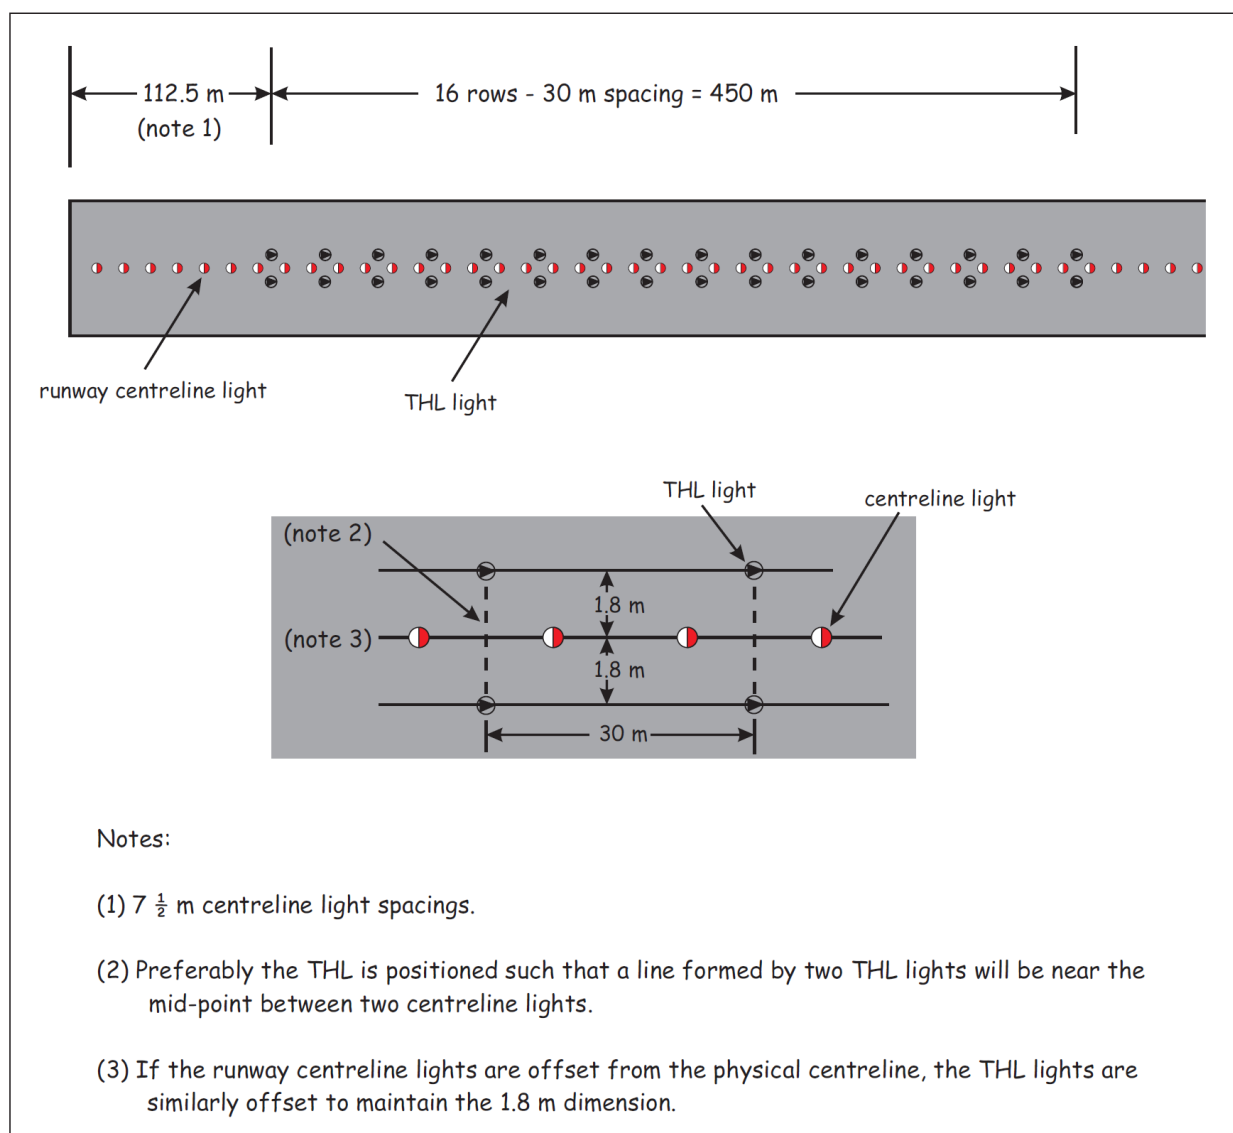 112.5 m
(note 1)
16 rows - 30 m spacing = 450 m
runway centreline light
THL light
THL light
centreline light
(note 2)
1.8 m
(note 3)
1.8 m
30 m
Notes:
(1) 7 ½ m centreline light spacings.
(2) Preferably the THL is positioned such that a line formed by two THL lights will be near the
mid-point between two centreline lights.
(3) If the runway centreline lights are offset from the physical centreline, the THL lights are
similarly offset to maintain the 1.8 m dimension.